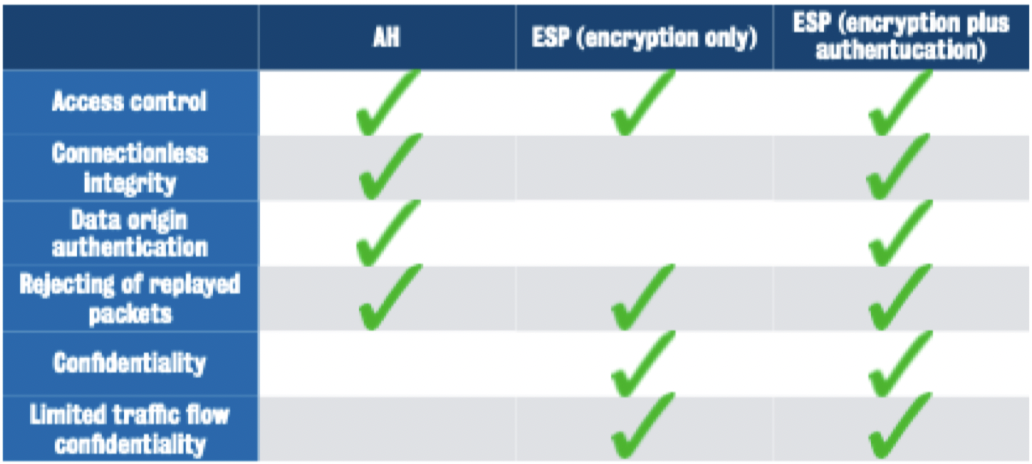 AH
ESP (encryption only)
ESP (encryption plus
authentucation)
Access control
Connectionless
integrity
Data origin
authentication
Rejecting of replayed
packets
Confidentiality
Limited traffic flow
confidentiality